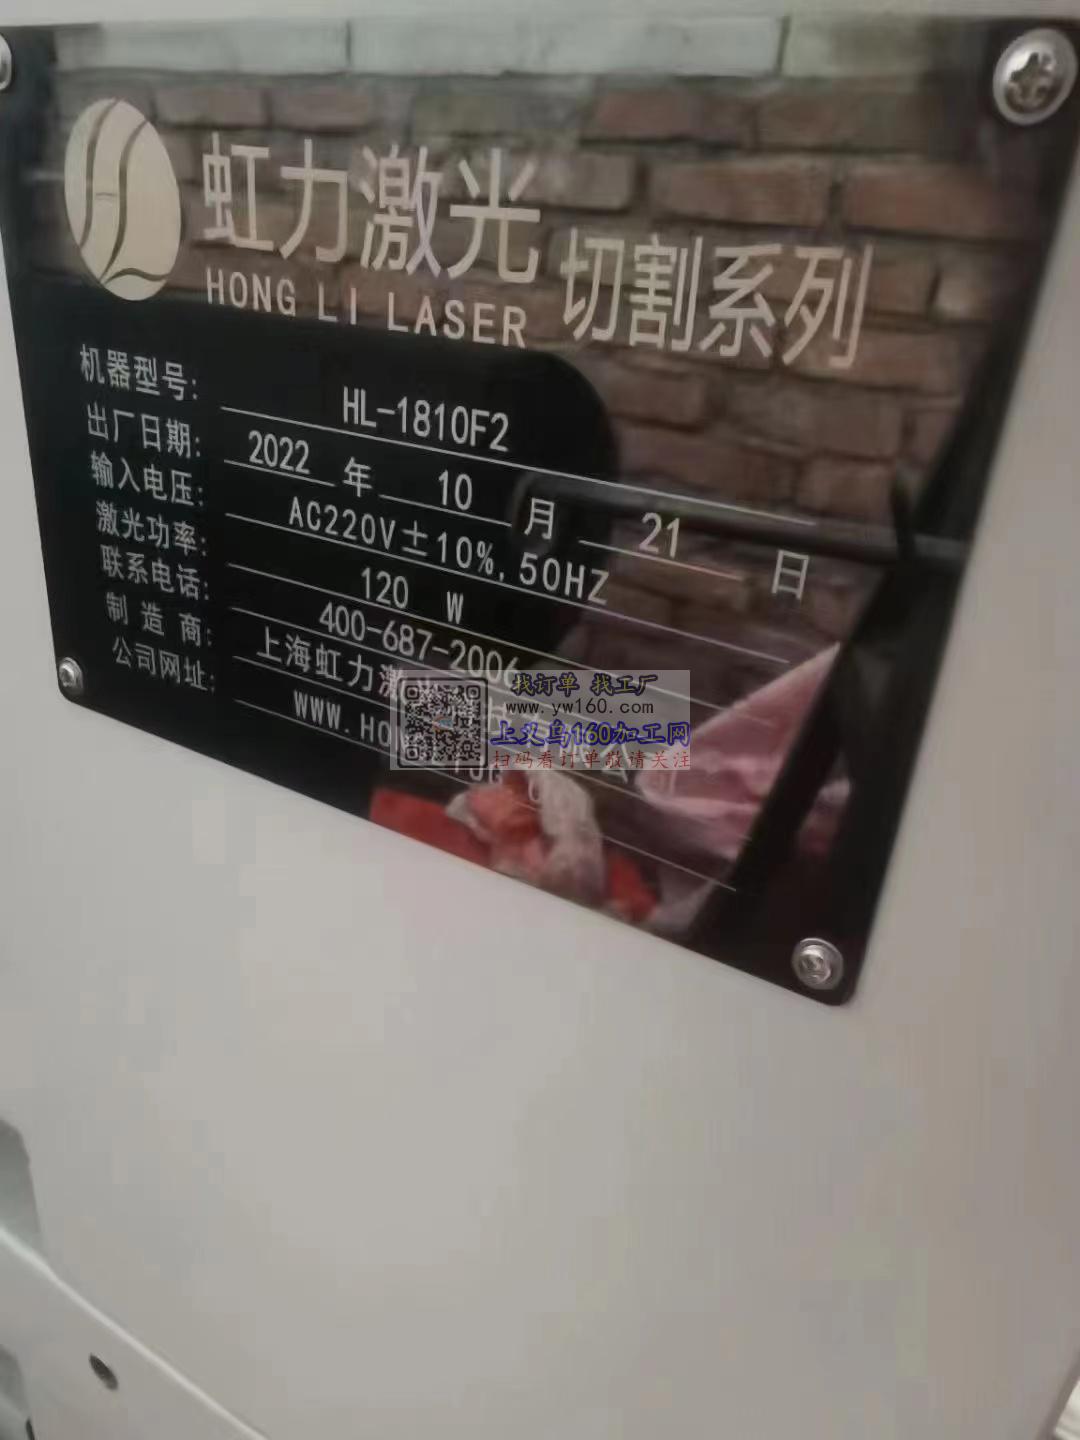 虹力激光 切割系列
HONG LI LASER
机器型号: HL-1810F2
出厂日期: 2022 年 10 月 21 日
输入电压: AC220V±10%,50HZ
激光功率: 120 W
联系电话: 400-687-2006
制造商: 上海虹力激
公司网址: WWW.HON
找订单 找工厂
www.yw160.com
上义乌160加工网
扫码看订单敬请关注